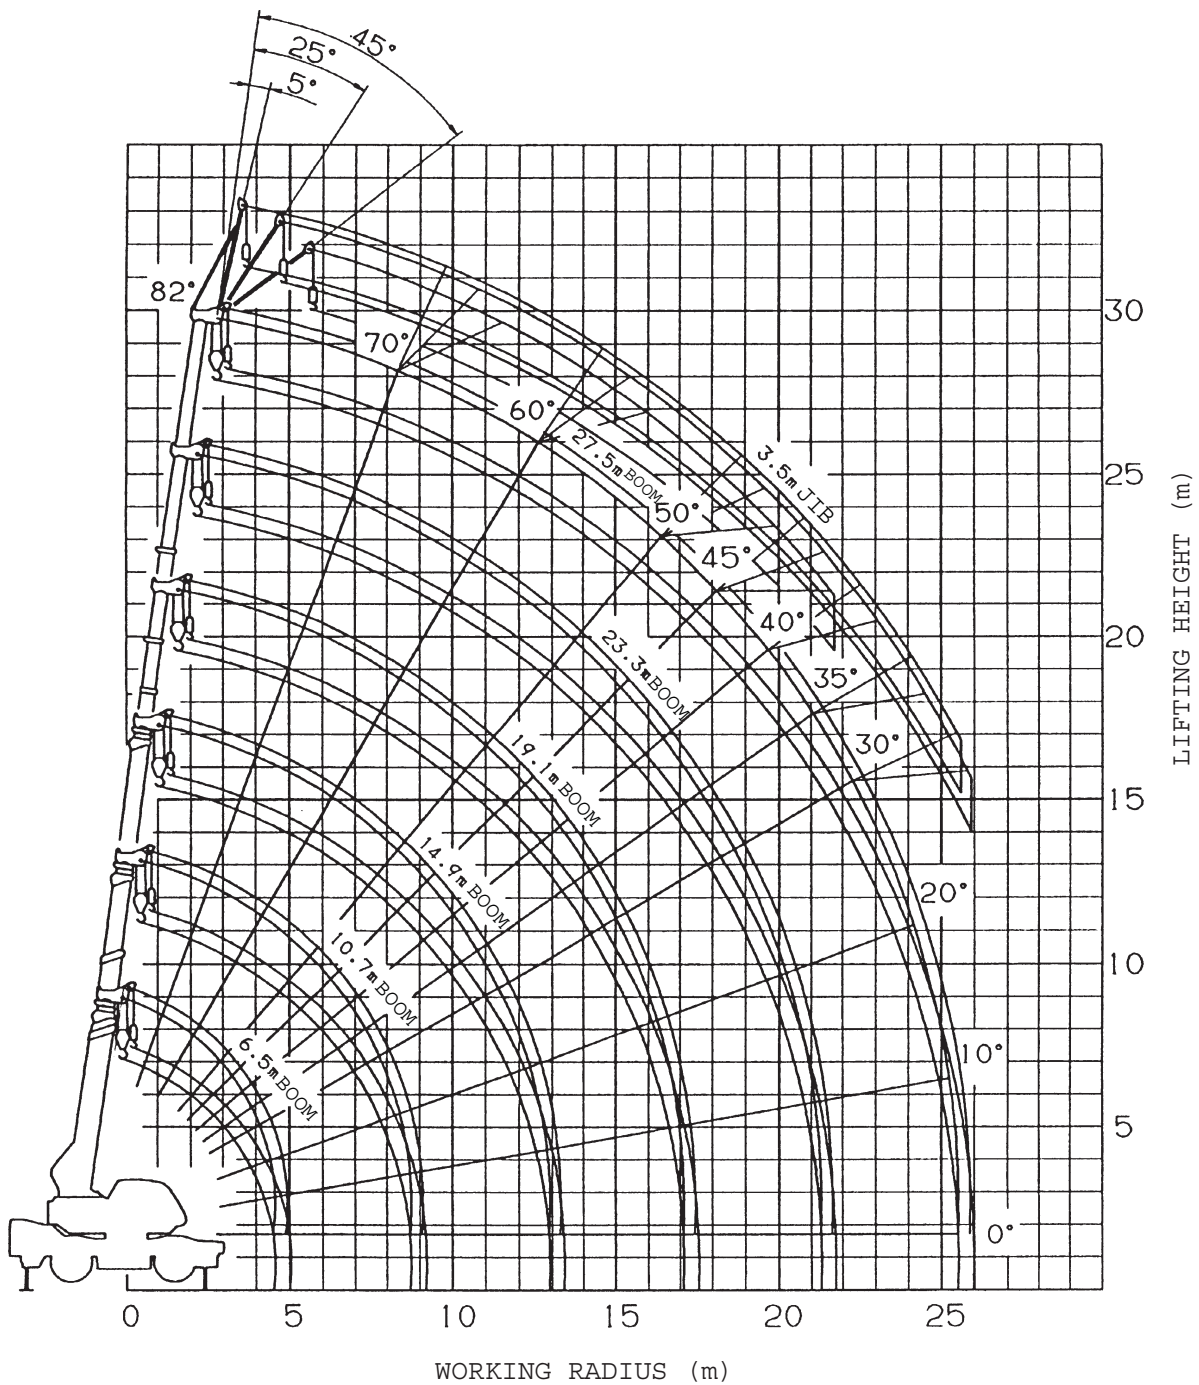 45°
25°
5°
82°
70°
60°
27.5m BOOM
3.5m JIB
50°
45°
40°
23.3m BOOM
35°
30°
19.1m BOOM
14.9m BOOM
20°
10.7m BOOM
10°
6.5m BOOM
0°
30
25
20
15
10
5
LIFTING HEIGHT (m)
0 5 10 15 20 25
WORKING RADIUS (m)